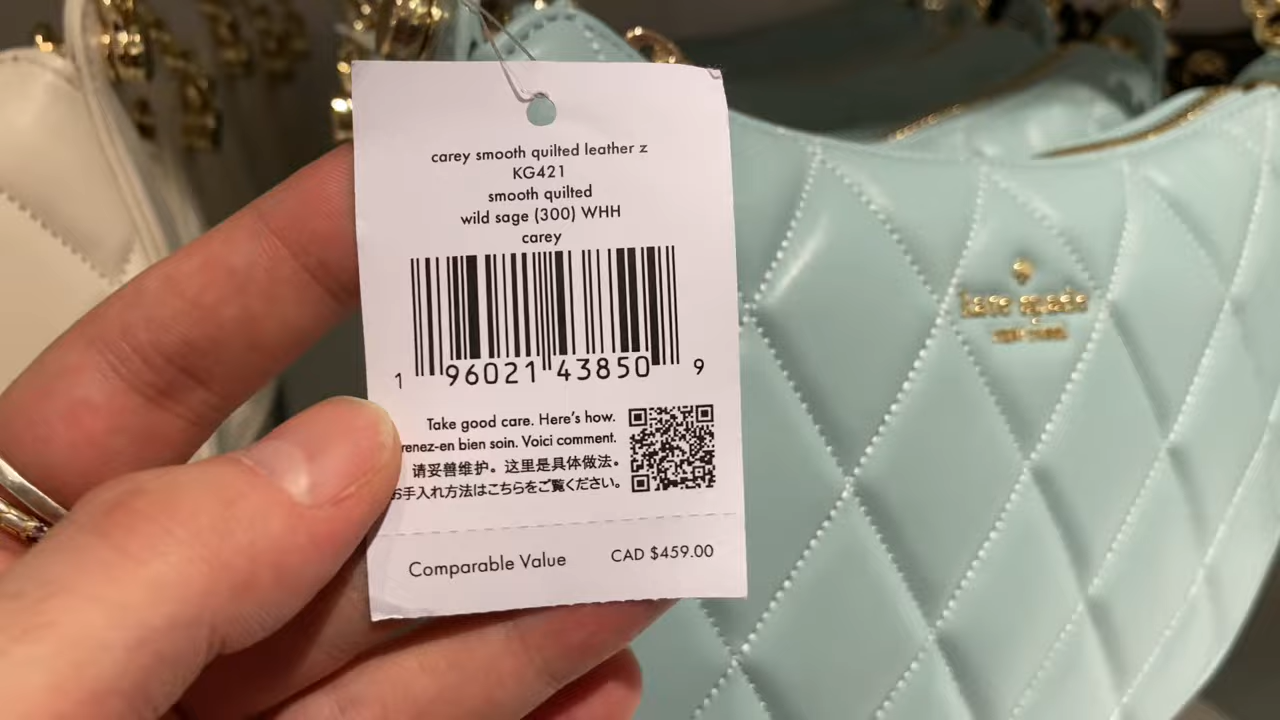 carey smooth quilted leather z
KG421
smooth quilted
wild sage (300) WHH
carey
1 96021 43850 9
Take good care. Here's how.
renez-en bien soin. Voici comment.
请妥善维护。这里是具体做法。
お手入れ方法はこちらをご覧ください。
Comparable Value CAD $459.00
kate spade
new york